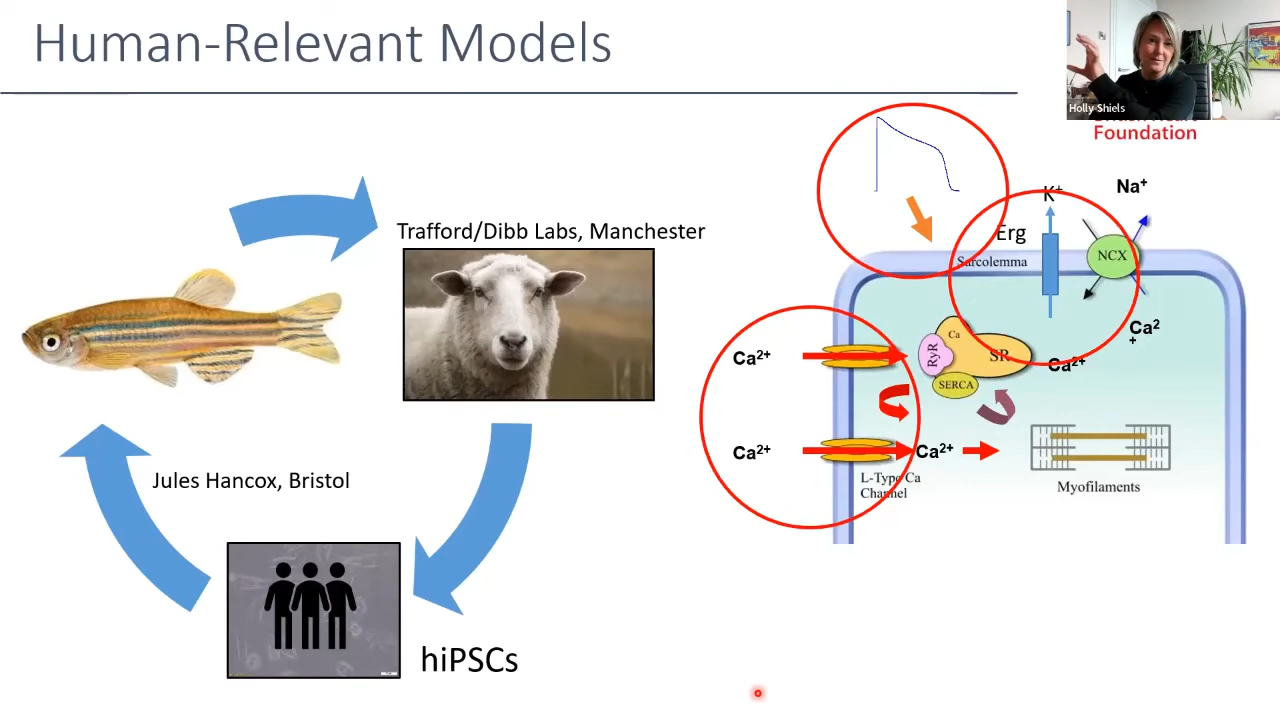 Human-Relevant Models
Holly Shiels
Foundation
Trafford/Dibb Labs, Manchester
Jules Hancox, Bristol
hiPSCs
K+
Na+
Erg
Sarcolemma
NCX
Ca2+
Ca
RyR
SR
SERCA
Ca2
+
Ca2+
Ca2+
Ca2+
L-Type Ca
Channel
Myofilaments